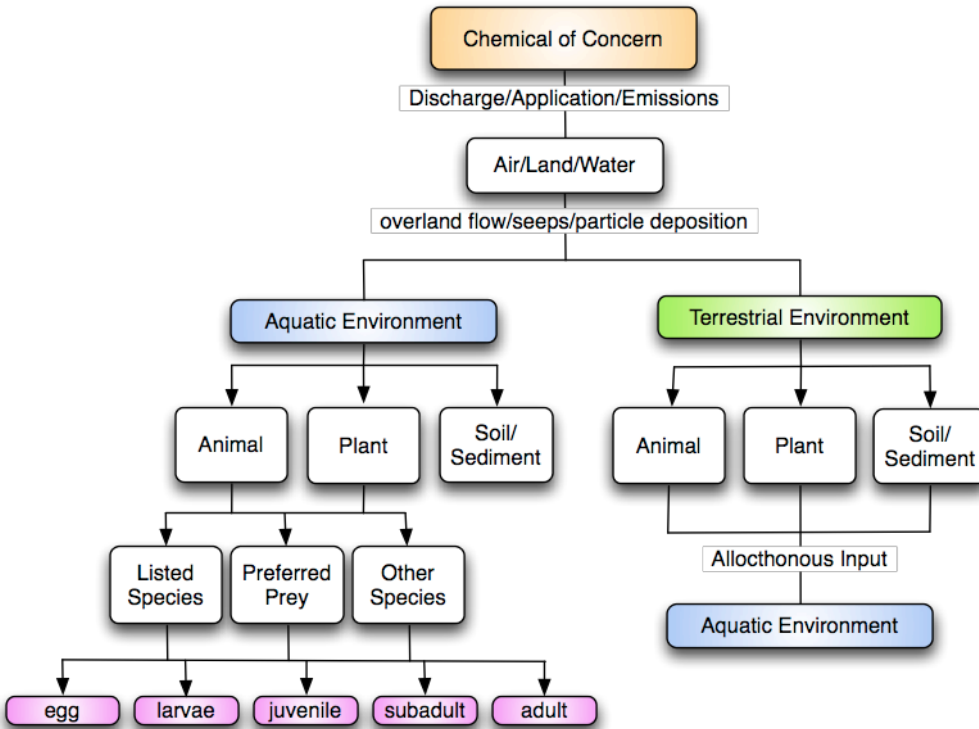 Chemical of Concern
Discharge/Application/Emissions
Air/Land/Water
overland flow/seeps/particle deposition
Aquatic Environment
Terrestrial Environment
Animal
Plant
Soil/
Sediment
Animal
Plant
Soil/
Sediment
Listed
Species
Preferred
Prey
Other
Species
Allocthonous Input
Aquatic Environment
egg
larvae
juvenile
subadult
adult